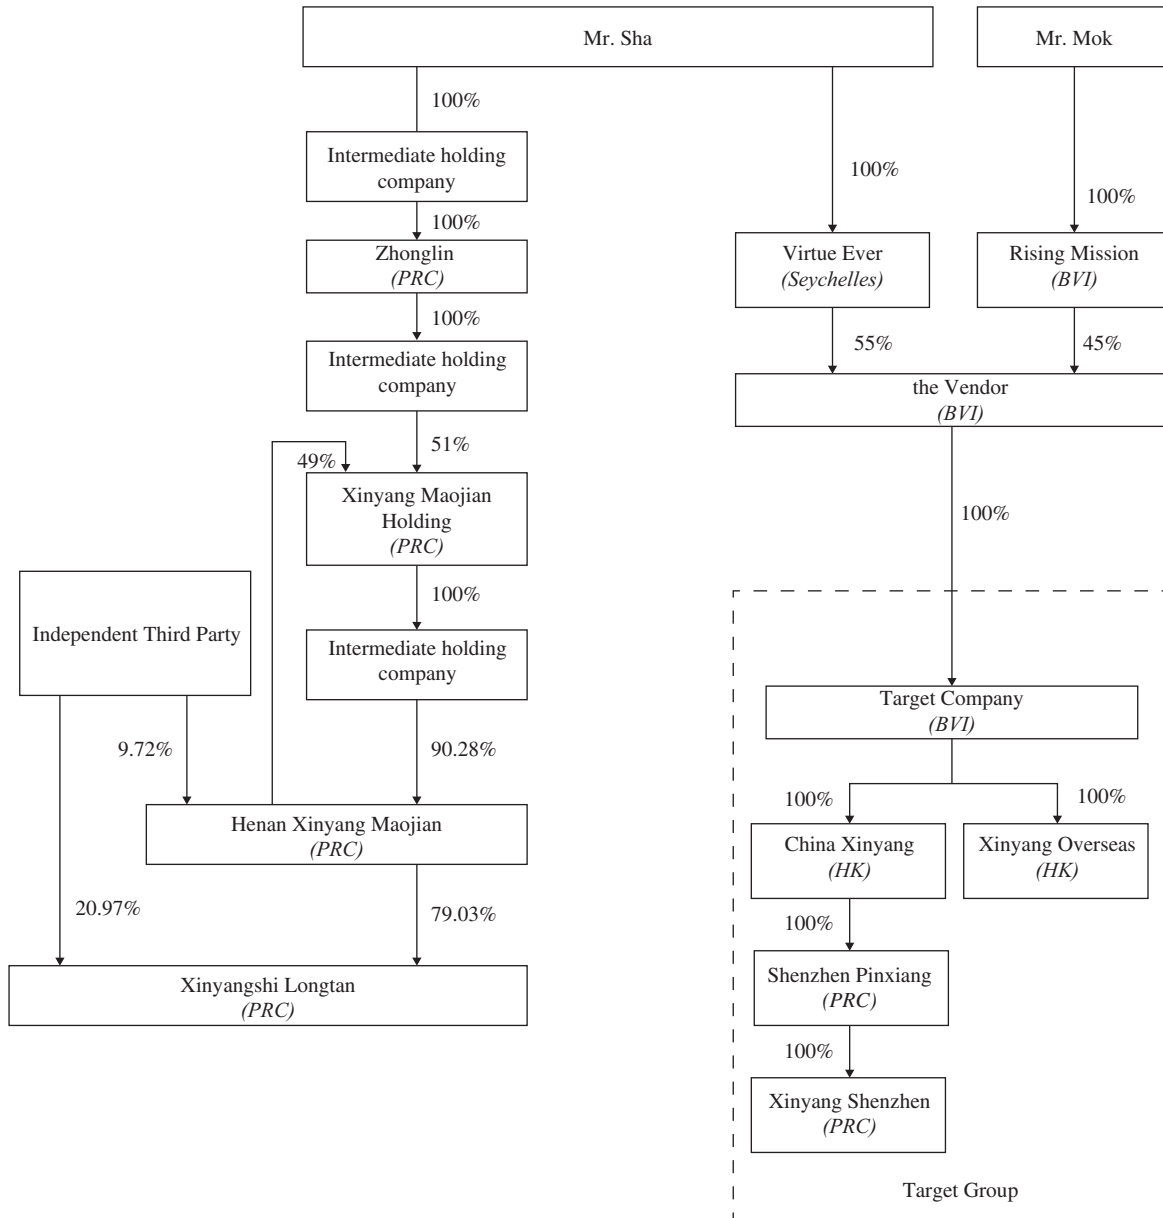 Mr. Sha
Mr. Mok
100%
Intermediate holding
company
100%
100%
100%
Zhonglin
(PRC)
Virtue Ever
(Seychelles)
Rising Mission
(BVI)
100%
55%
45%
Intermediate holding
company
the Vendor
(BVI)
51%
49%
Xinyang Maojian
Holding
(PRC)
100%
100%
Independent Third Party
Intermediate holding
company
Target Company
(BVI)
9.72%
90.28%
100%
100%
Henan Xinyang Maojian
(PRC)
China Xinyang
(HK)
Xinyang Overseas
(HK)
20.97%
79.03%
100%
Xinyangshi Longtan
(PRC)
Shenzhen Pinxiang
(PRC)
100%
Xinyang Shenzhen
(PRC)
Target Group